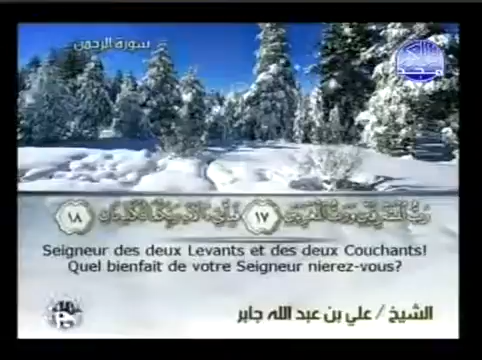 سورة الرحمن
المجد
رَبُّ الْمَشْرِقَيْنِ وَرَبُّ الْمَغْرِبَيْنِ ١٧ فَبِأَيِّ آلَاءِ رَبِّكُمَا تُكَذِّبَانِ ١٨
Seigneur des deux Levants et des deux Couchants!
Quel bienfait de votre Seigneur nierez-vous?
الشيخ / علي بن عبد الله جابر